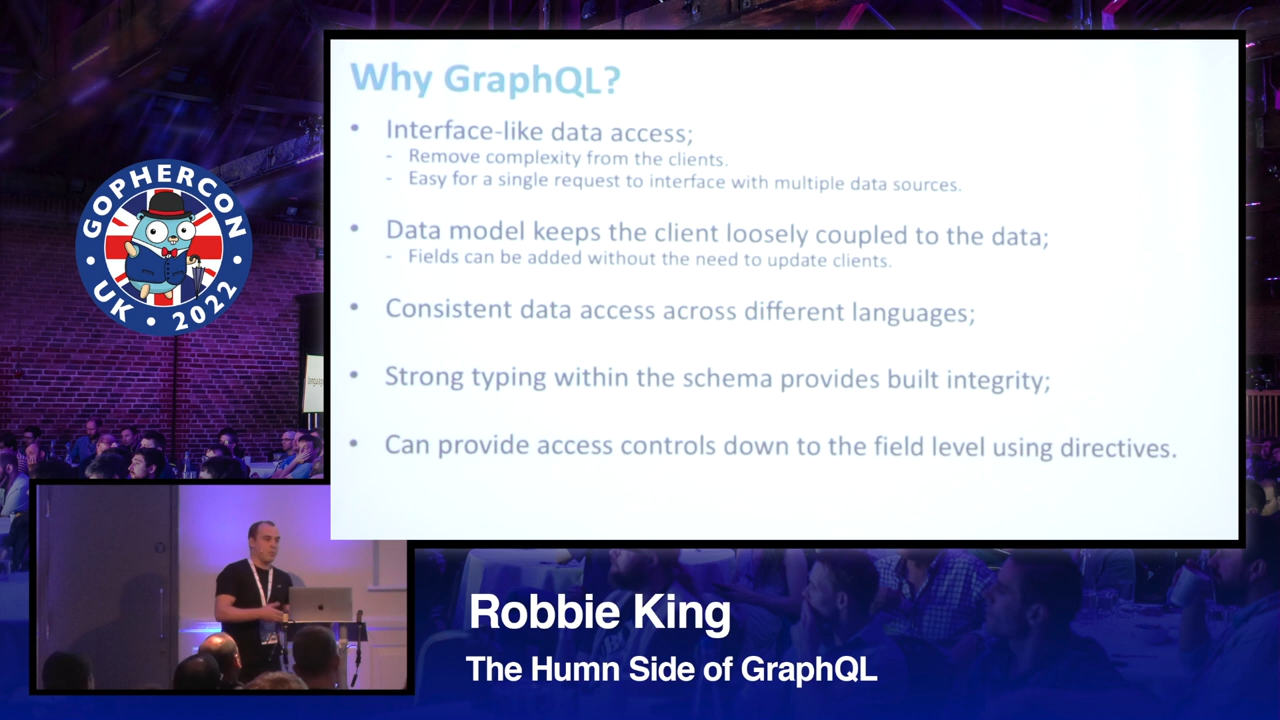 GOPHERCON
UK • 2022
Why GraphQL?
• Interface-like data access;
- Remove complexity from the clients.
- Easy for a single request to interface with multiple data sources.
• Data model keeps the client loosely coupled to the data;
- Fields can be added without the need to update clients.
• Consistent data access across different languages;
• Strong typing within the schema provides built integrity;
• Can provide access controls down to the field level using directives.
Robbie King
The Humn Side of GraphQL